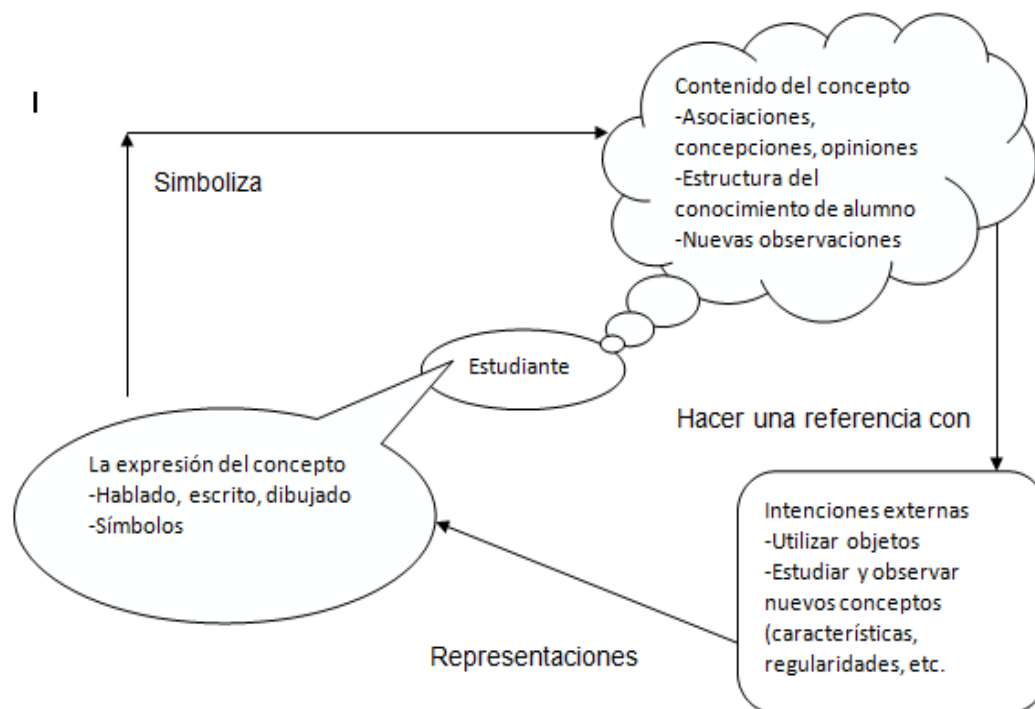 I
Contenido del concepto
-Asociaciones,
concepciones, opiniones
-Estructura del
conocimiento de alumno
-Nuevas observaciones
Simboliza
Estudiante
Hacer una referencia con
La expresión del concepto
-Hablado, escrito, dibujado
-Símbolos
Intenciones externas
-Utilizar objetos
-Estudiar y observar
nuevos conceptos
(características,
regularidades, etc.
Representaciones